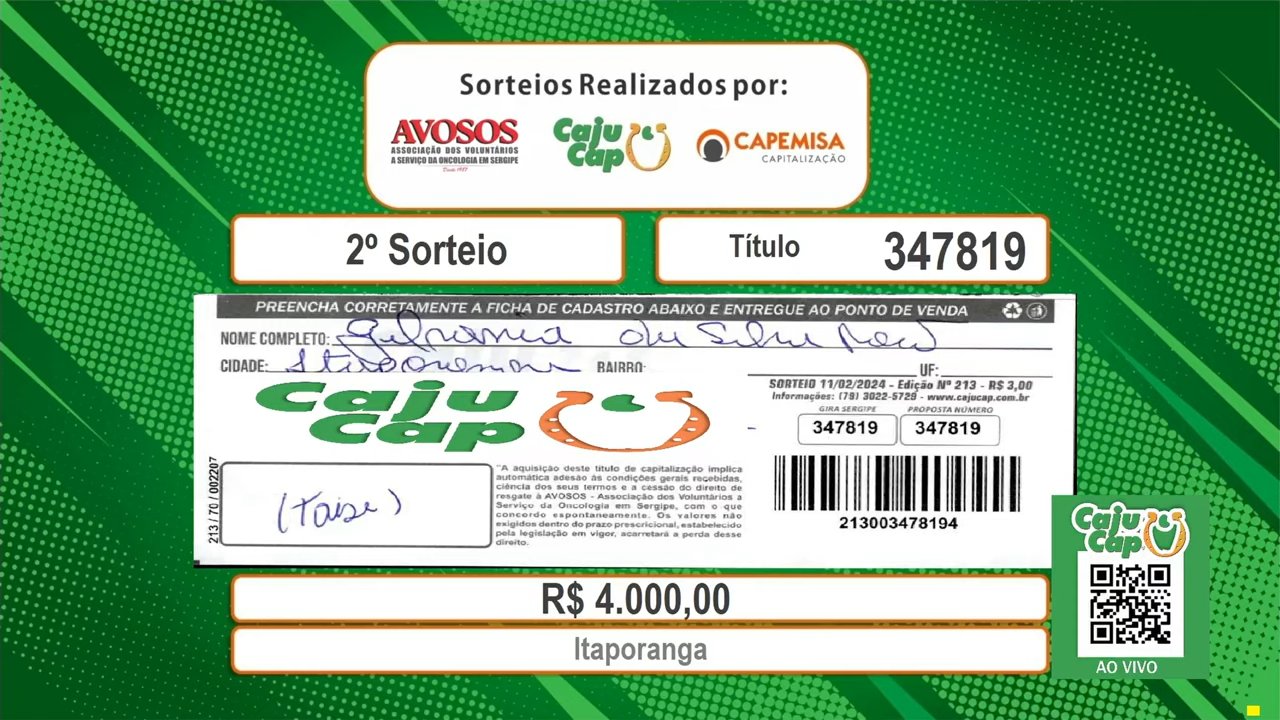 Sorteios Realizados por:
AVOSOS
ASSOCIAÇÃO DOS VOLUNTÁRIOS
A SERVIÇO DA ONCOLOGIA EM SERGIPE
Desde 1987
Caju
Cap
CAPEMISA
CAPITALIZAÇÃO
2º Sorteio
Título 347819
PREENCHA CORRETAMENTE A FICHA DE CADASTRO ABAIXO E ENTREGUE AO PONTO DE VENDA
NOME COMPLETO:
CIDADE: BAIRRO: UF:
Caju
Cap
SORTEIO 11/02/2024 - Edição Nº 213 - R$ 3,00
Informações: (79) 3022-5729 - www.cajucap.com.br
GIRA SERGIPE PROPOSTA NÚMERO
347819 347819
213 / 70 / 002207
(Taise)
"A aquisição deste título de capitalização implica
automática adesão às condições gerais recebidas,
ciência dos seus termos e a cessão do direito de
resgate à AVOSOS - Associação dos Voluntários a
Serviço da Oncologia em Sergipe, com o que
concordo espontaneamente. Os valores não
exigidos dentro do prazo prescricional, estabelecido
pela legislação em vigor, acarretará a perda desse
direito.
213003478194
R$ 4.000,00
Itaporanga
Caju
Cap
AO VIVO